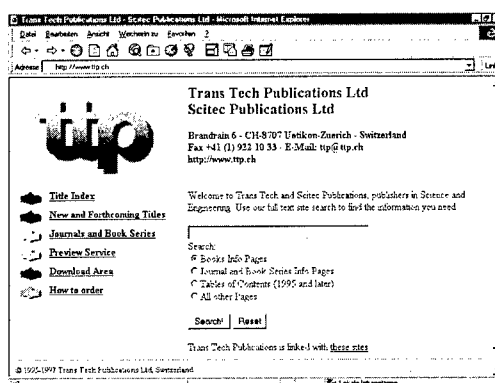 Trans Tech Publications Ltd - Scitec Publications Ltd - Microsoft Internet Explorer
Datei Bearbeiten Ansicht Wechseln zu Favoriten ?
Adresse http://www.ttp.ch
ttp
Trans Tech Publications Ltd
Scitec Publications Ltd
Brandrain 6 - CH-8707 Uetikon-Zuerich - Switzerland
Fax +41 (1) 922 10 33 - E-Mail: ttp@ttp.ch
http://www.ttp.ch
Title Index
New and Forthcoming Titles
Journals and Book Series
Preview Service
Download Area
How to order
Welcome to Trans Tech and Scitec Publications, publishers in Science and
Engineering. Use our full text site search to find the information you need
Search:
Books Info Pages
Journal and Book Series Info Pages
Tables of Contents (1995 and later)
All other Pages
Search! Reset
Trans Tech Publications is linked with these sites
© 1995-1997 Trans Tech Publications Ltd, Switzerland